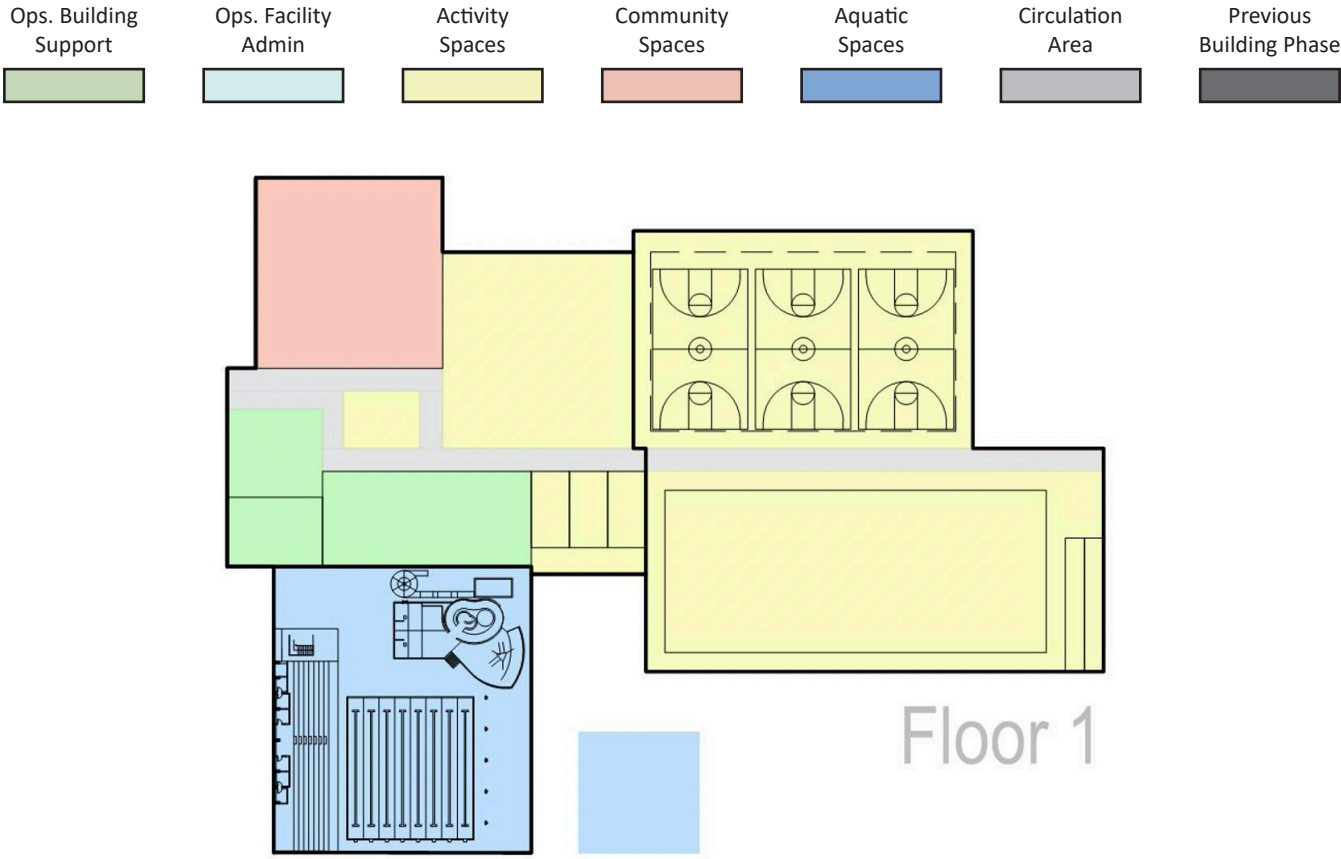 Ops. Building
Support
Ops. Facility
Admin
Activity
Spaces
Community
Spaces
Aquatic
Spaces
Circulation
Area
Previous
Building Phase
Floor 1